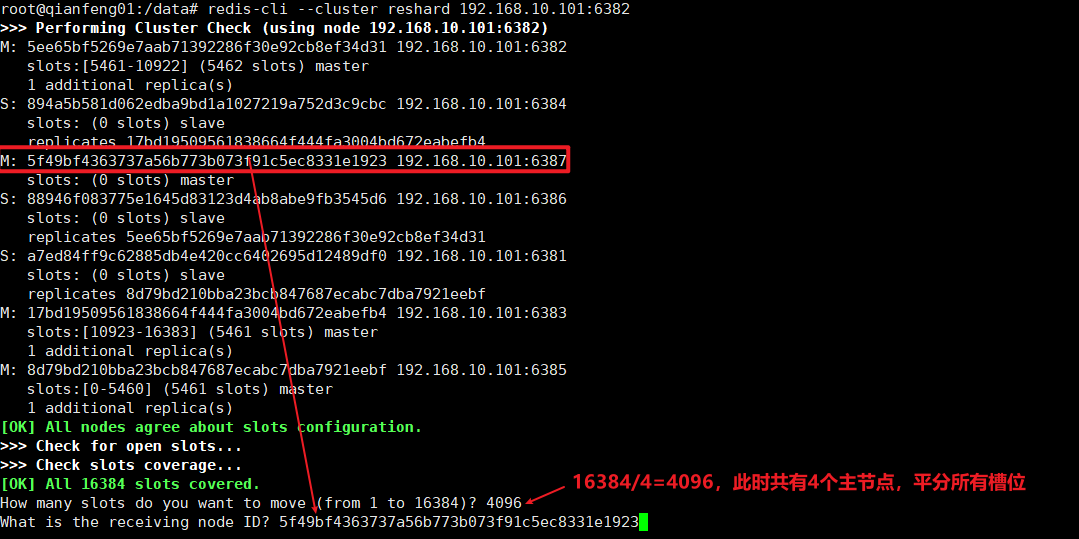 root@qianfeng01:/data# redis-cli --cluster reshard 192.168.10.101:6382
>>> Performing Cluster Check (using node 192.168.10.101:6382)
M: 5ee65bf5269e7aab71392286f30e92cb8ef34d31 192.168.10.101:6382
slots:[5461-10922] (5462 slots) master
1 additional replica(s)
S: 894a5b581d062edba9bd1a1027219a752d3c9cbc 192.168.10.101:6384
slots: (0 slots) slave
replicates 17bd19509561838664f444fa3004bd672eabefb4
M: 5f49bf4363737a56b773b073f91c5ec8331e1923 192.168.10.101:6387
slots: (0 slots) master
S: 88946f083775e1645d83123d4ab8abe9fb3545d6 192.168.10.101:6386
slots: (0 slots) slave
replicates 5ee65bf5269e7aab71392286f30e92cb8ef34d31
S: a7ed84ff9c62885db4e420cc6402695d12489df0 192.168.10.101:6381
slots: (0 slots) slave
replicates 8d79bd210bba23bcb847687ecabc7dba7921eebf
M: 17bd19509561838664f444fa3004bd672eabefb4 192.168.10.101:6383
slots:[10923-16383] (5461 slots) master
1 additional replica(s)
M: 8d79bd210bba23bcb847687ecabc7dba7921eebf 192.168.10.101:6385
slots:[0-5460] (5461 slots) master
1 additional replica(s)
[OK] All nodes agree about slots configuration.
>>> Check for open slots...
>>> Check slots coverage...
[OK] All 16384 slots covered.
16384/4=4096，此时共有4个主节点，平分所有槽位
How many slots do you want to move (from 1 to 16384)? 4096
What is the receiving node ID? 5f49bf4363737a56b773b073f91c5ec8331e1923